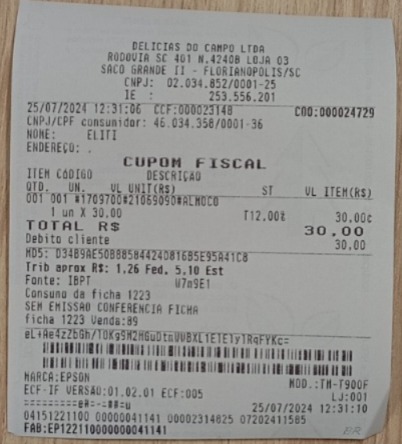 DELICIAS DO CAMPO LTDA
RODOVIA SC 401 N.4240B LOJA 03
SACO GRANDE II - FLORIANOPOLIS/SC
CNPJ: 02.034.852/0001-21
IE : 253.556.201
25/07/2024 12:31:06 CCF:000023148 COO:000024729
CNPJ/CPF consumidor: 46.034.358/0001-36
NOME: ELITI
ENDEREÇO: .
CUPOM FISCAL
ITEM CÓDIGO DESCRIÇÃO
QTD. UN. VL UNIT(R$) ST VL ITEM(R$)
001 001 #1709700#21069090#ALMOCO
1 un X 30,00 T12,00% 30,00¢
TOTAL R$ 30,00
Debito cliente 30,00
Trib aprox R$: 1.26 Fed, 5,10 Est
Fonte: IBPT W7m9E1
Consumo da ficha 1223
SEM EMISSAO CONFERENCIA FICHA
ficha 1223 Venda:89
MARCA:EPSON MOD.:TM-T900F
ECF-IF VERSÃO:01.02.01 ECF:005 LJ:001
25/07/2024 12:31:10
04151221100 00000041141 00002314825 07202411585
FAB:EP122110000000041141